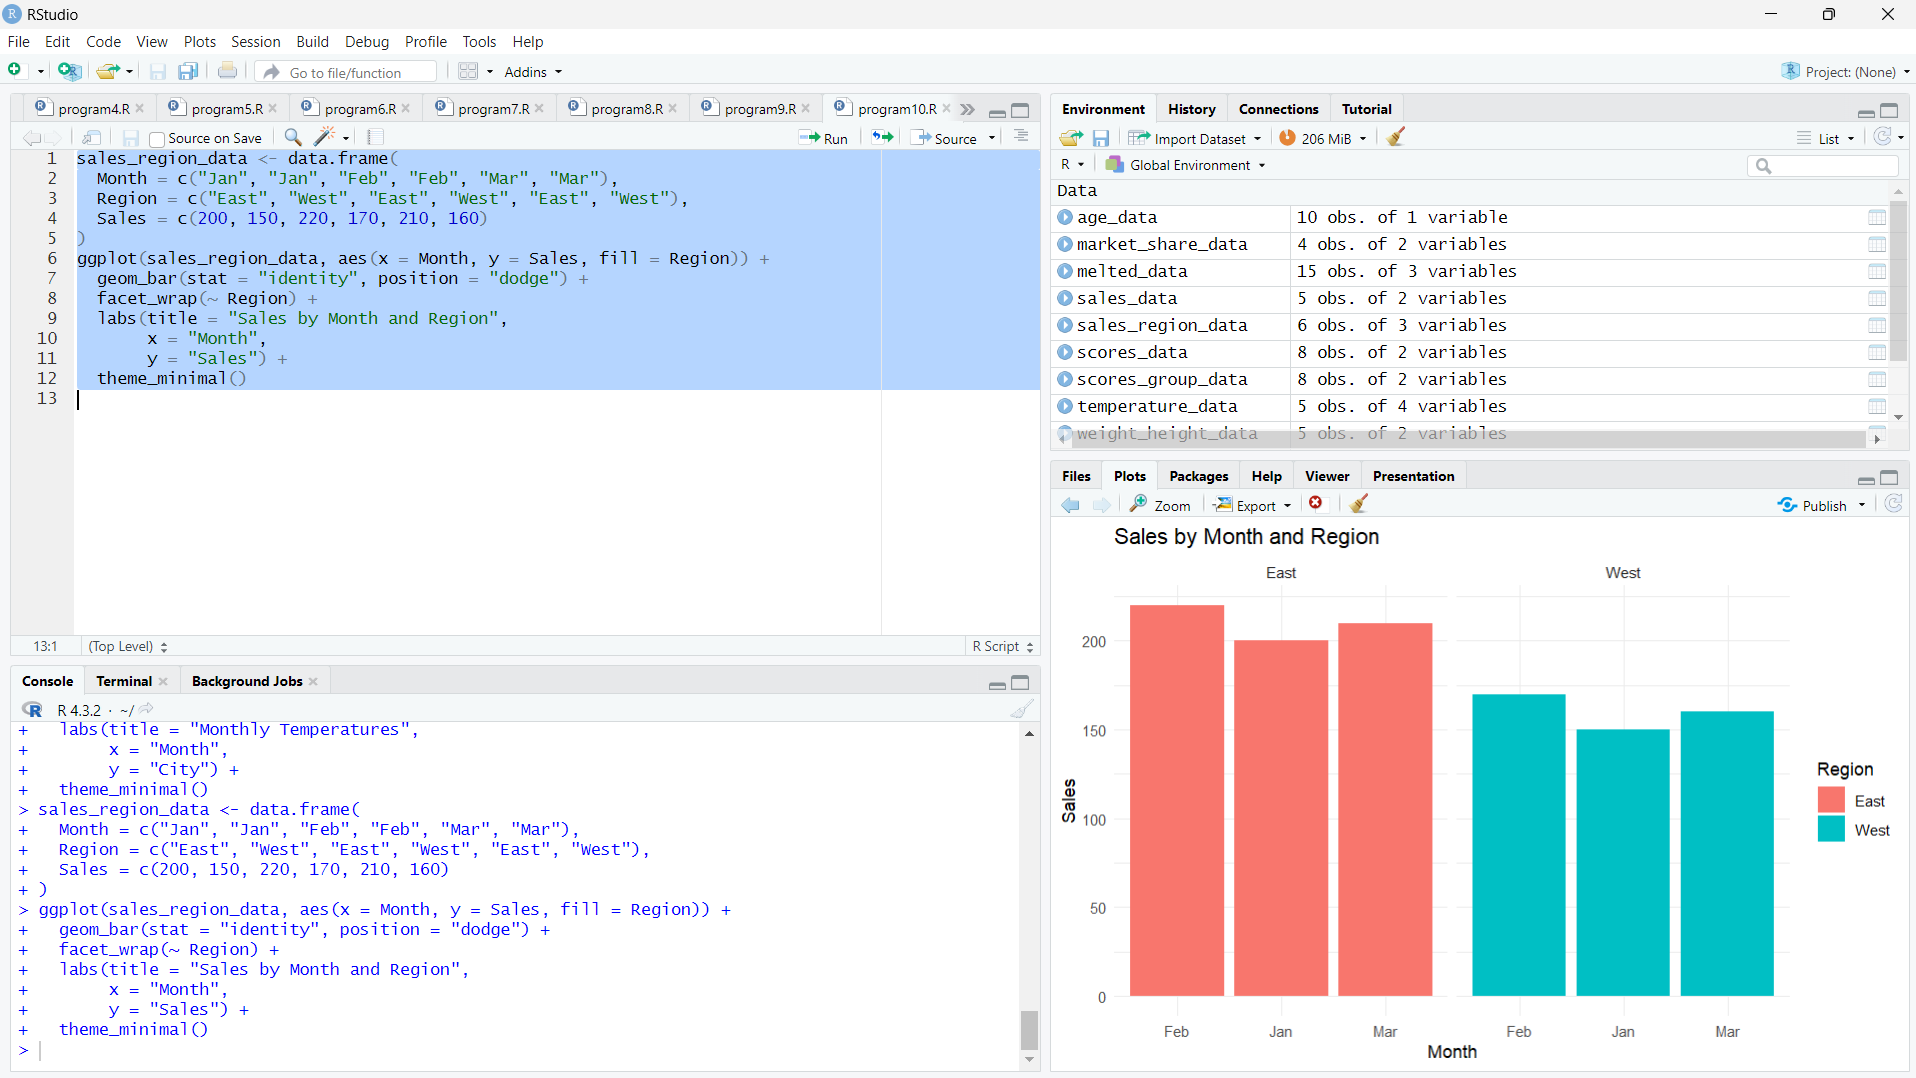 RStudio
File Edit Code View Plots Session Build Debug Profile Tools Help
Go to file/function Addins Project: (None)
program4.R program5.R program6.R program7.R program8.R program9.R program10.R
Source on Save Run Source
1 sales_region_data <- data.frame(
2 Month = c("Jan", "Jan", "Feb", "Feb", "Mar", "Mar"),
3 Region = c("East", "West", "East", "West", "East", "West"),
4 Sales = c(200, 150, 220, 170, 210, 160)
5 )
6 ggplot(sales_region_data, aes(x = Month, y = Sales, fill = Region)) +
7 geom_bar(stat = "identity", position = "dodge") +
8 facet_wrap(~ Region) +
9 labs(title = "Sales by Month and Region",
10 x = "Month",
11 y = "Sales") +
12 theme_minimal()
13
13:1 (Top Level) R Script
Console Terminal Background Jobs
R 4.3.2 · ~/
+ labs(title = "Monthly Temperatures",
+ x = "Month",
+ y = "City") +
+ theme_minimal()
> sales_region_data <- data.frame(
+ Month = c("Jan", "Jan", "Feb", "Feb", "Mar", "Mar"),
+ Region = c("East", "West", "East", "West", "East", "West"),
+ Sales = c(200, 150, 220, 170, 210, 160)
+ )
> ggplot(sales_region_data, aes(x = Month, y = Sales, fill = Region)) +
+ geom_bar(stat = "identity", position = "dodge") +
+ facet_wrap(~ Region) +
+ labs(title = "Sales by Month and Region",
+ x = "Month",
+ y = "Sales") +
+ theme_minimal()
>
Environment History Connections Tutorial
Import Dataset 206 MiB List
R Global Environment
Data
age_data 10 obs. of 1 variable
market_share_data 4 obs. of 2 variables
melted_data 15 obs. of 3 variables
sales_data 5 obs. of 2 variables
sales_region_data 6 obs. of 3 variables
scores_data 8 obs. of 2 variables
scores_group_data 8 obs. of 2 variables
temperature_data 5 obs. of 4 variables
weight_height_data 5 obs. of 2 variables
Files Plots Packages Help Viewer Presentation
Zoom Export Publish
Sales by Month and Region
East West
200
150
100
50
0
Sales
Feb Jan Mar Feb Jan Mar
Month
Region
East
West